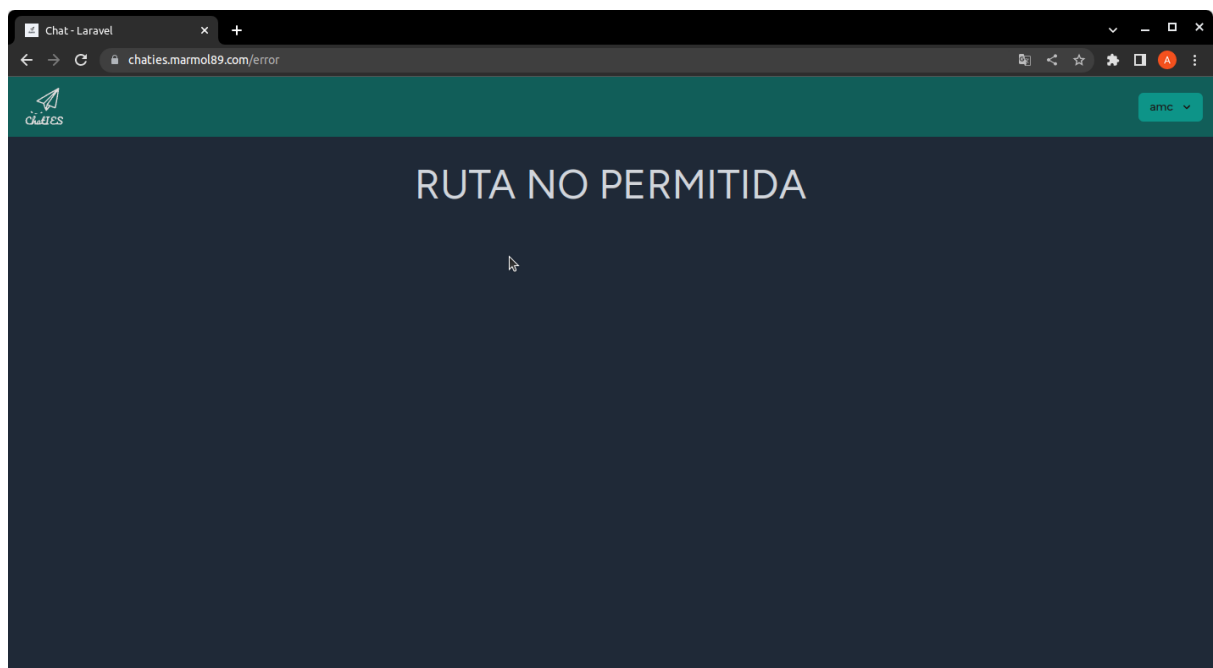 Chat - Laravel
chaties.marmol89.com/error
A
ChatIES
amc
RUTA NO PERMITIDA